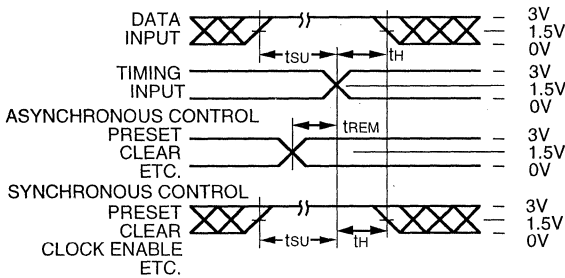 DATA INPUT
3V
1.5V
0V
tSU
tH
TIMING INPUT
3V
1.5V
0V
ASYNCHRONOUS CONTROL
PRESET
CLEAR
ETC.
tREM
3V
1.5V
0V
SYNCHRONOUS CONTROL
PRESET
CLEAR
CLOCK ENABLE
ETC.
tSU
tH
3V
1.5V
0V